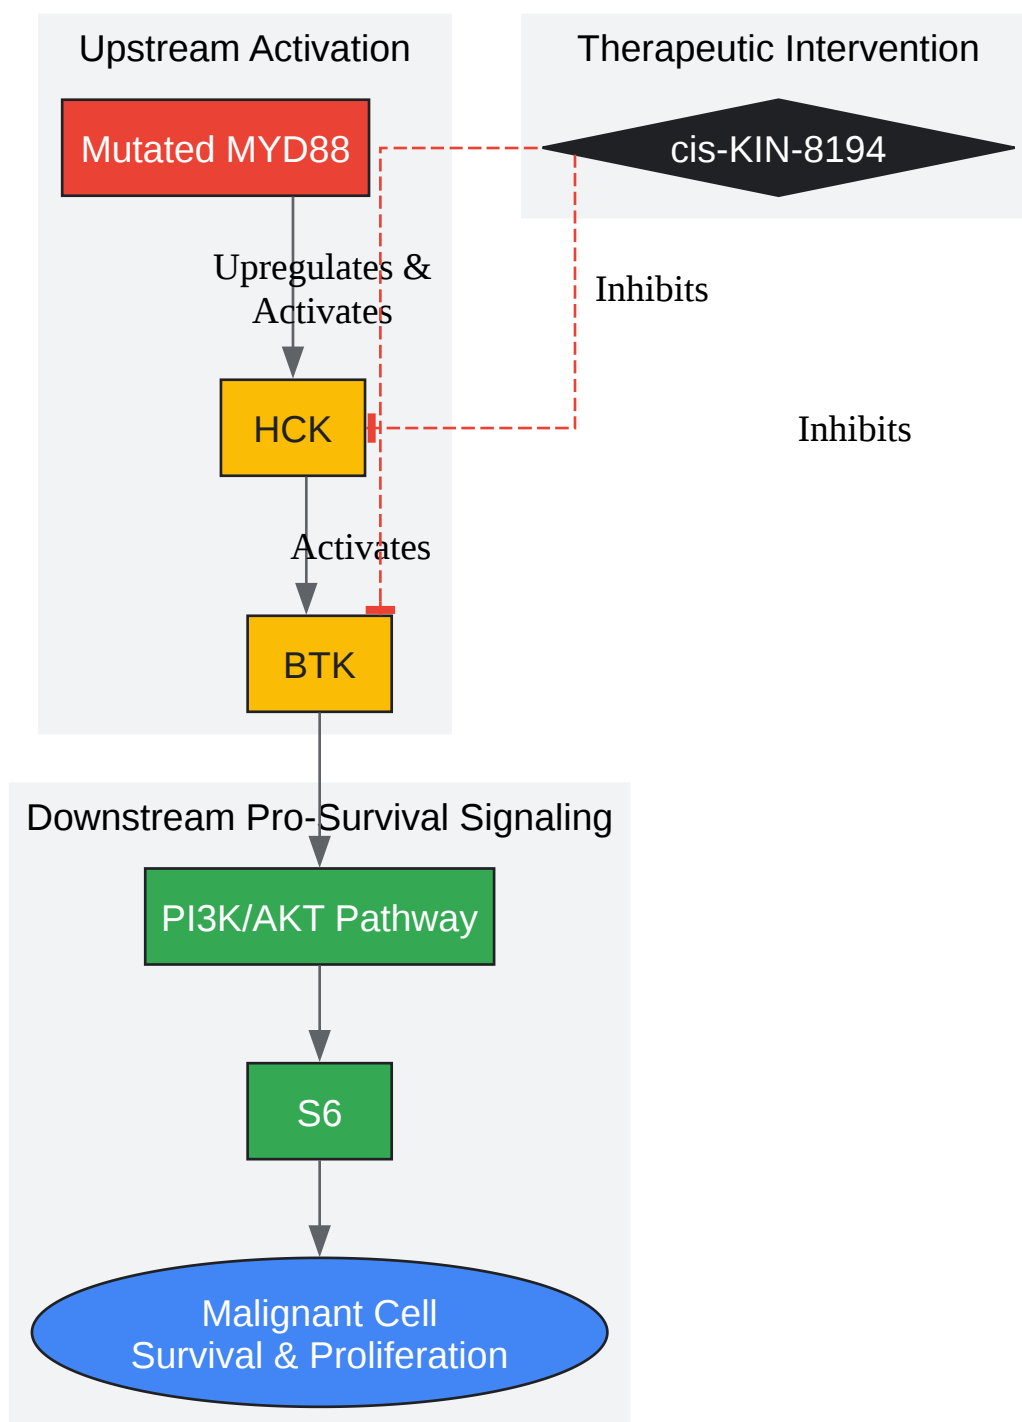 Upstream Activation
Therapeutic Intervention
Mutated MYD88
cis-KIN-8194
Upregulates &
Activates
Inhibits
HCK
Inhibits
Activates
BTK
Downstream Pro-Survival Signaling
PI3K/AKT Pathway
S6
Malignant Cell
Survival & Proliferation